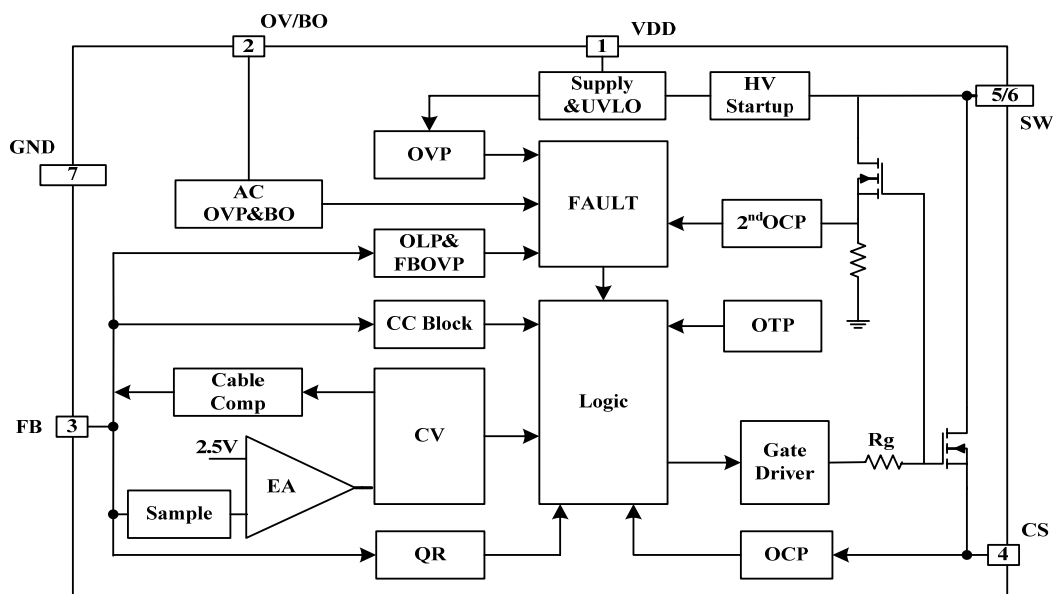 OV/BO
VDD
2
1
Supply
&UVLO
HV
Startup
5/6
SW
GND
7
OVP
AC
OVP&BO
FAULT
2ndOCP
OLP&
FBOVP
CC Block
OTP
Cable
Comp
Logic
FB
3
CV
2.5V
EA
Gate
Driver
Rg
Sample
QR
OCP
CS
4